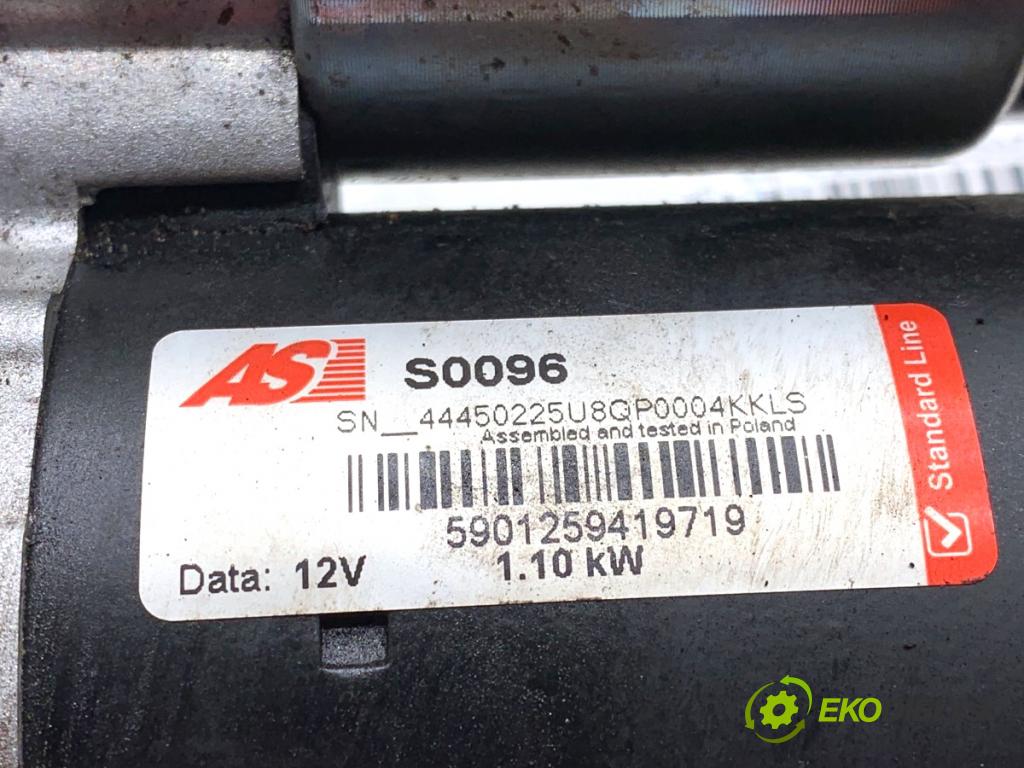 AS S0096
SN__44450225U8QP0004KKLS
Assembled and tested in Poland
5901259419719
Data: 12V 1.10 kW
Standard Line
EKO